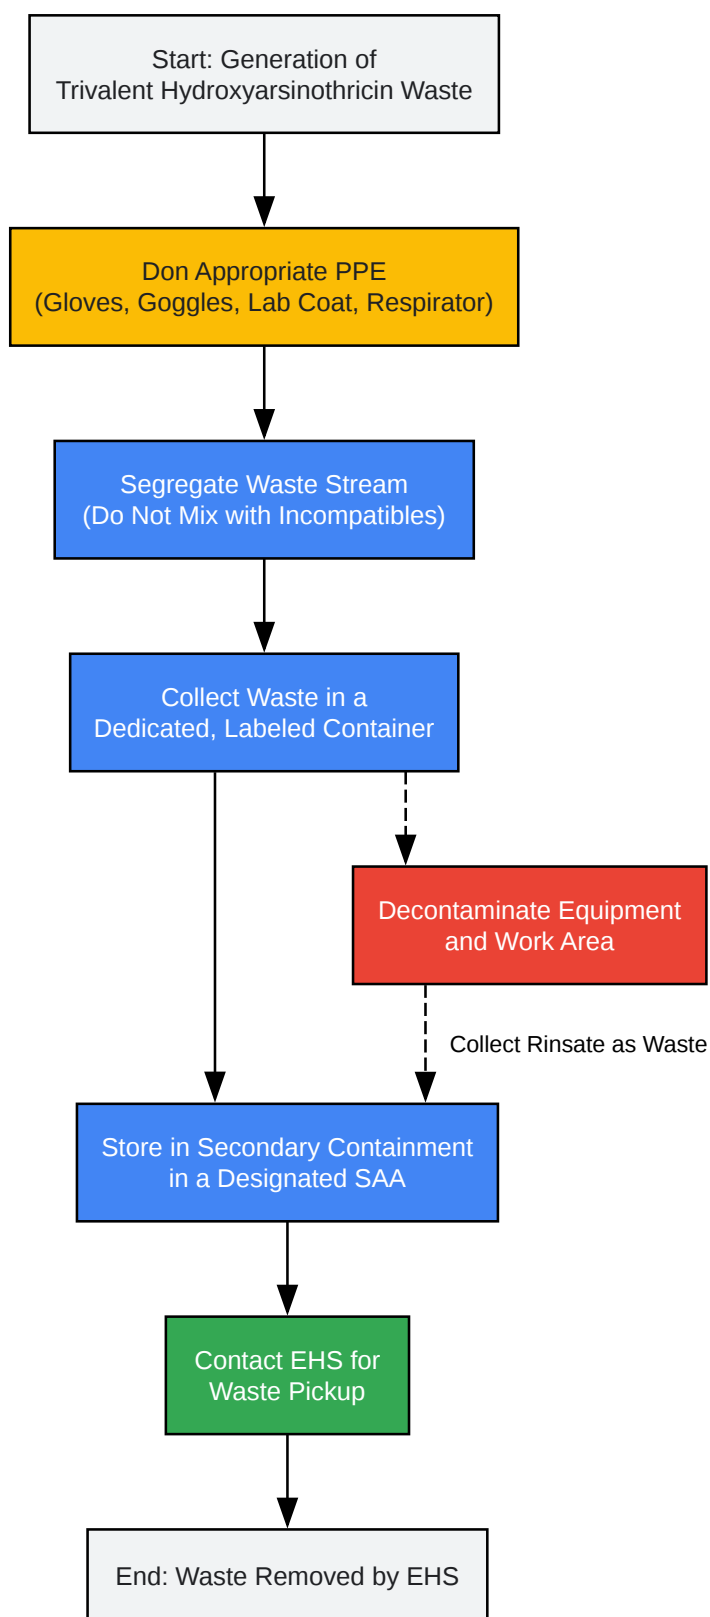 Start: Generation of
Trivalent Hydroxyarsinothricin Waste
Don Appropriate PPE
(Gloves, Goggles, Lab Coat, Respirator)
Segregate Waste Stream
(Do Not Mix with Incompatibles)
Collect Waste in a
Dedicated, Labeled Container
Decontaminate Equipment
and Work Area
Collect Rinsate as Waste
Store in Secondary Containment
in a Designated SAA
Contact EHS for
Waste Pickup
End: Waste Removed by EHS